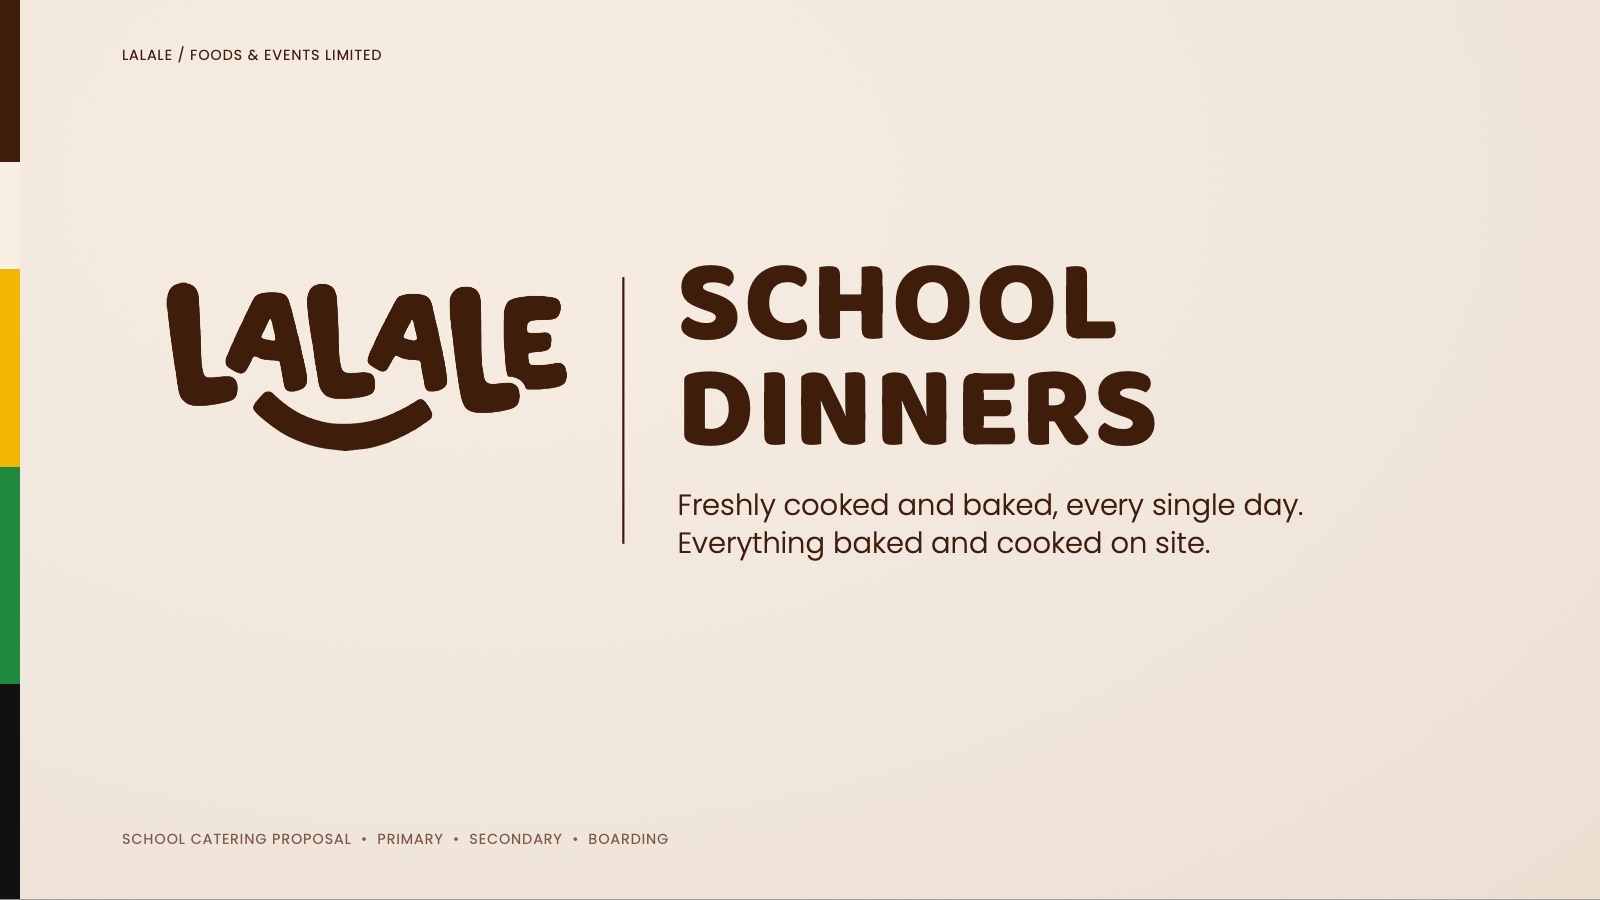 LALALE / FOODS & EVENTS LIMITED
LALALE
SCHOOL
DINNERS
Freshly cooked and baked, every single day.
Everything baked and cooked on site.
SCHOOL CATERING PROPOSAL • PRIMARY • SECONDARY • BOARDING